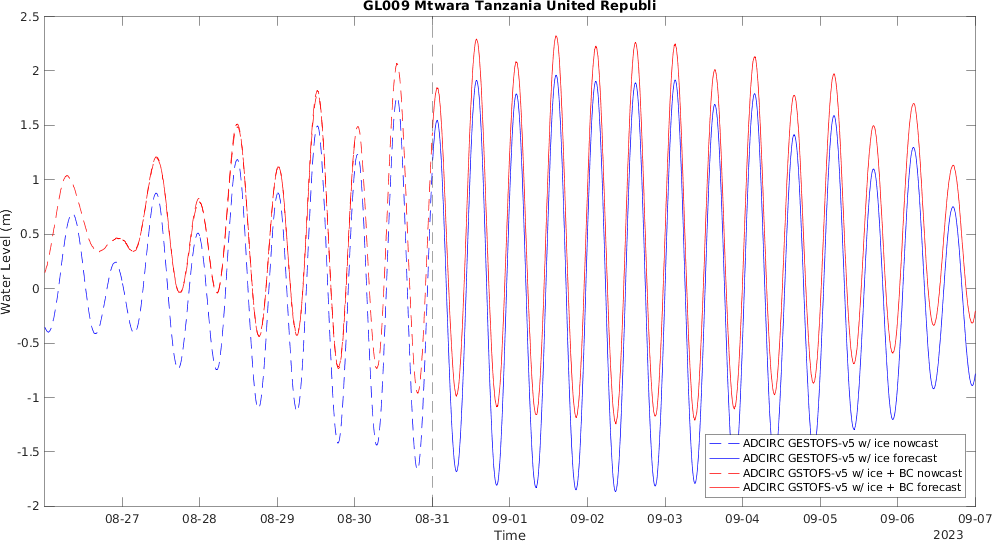 GL009 Mtwara Tanzania United Republi
2.5
2
1.5
1
0.5
0
-0.5
-1
-1.5
-2
Water Level (m)
ADCIRC GESTOFS-v5 w/ ice nowcast
ADCIRC GESTOFS-v5 w/ ice forecast
ADCIRC GSTOFS-v5 w/ ice + BC nowcast
ADCIRC GSTOFS-v5 w/ ice + BC forecast
08-27 08-28 08-29 08-30 08-31 09-01 09-02 09-03 09-04 09-05 09-06 09-07
Time
2023